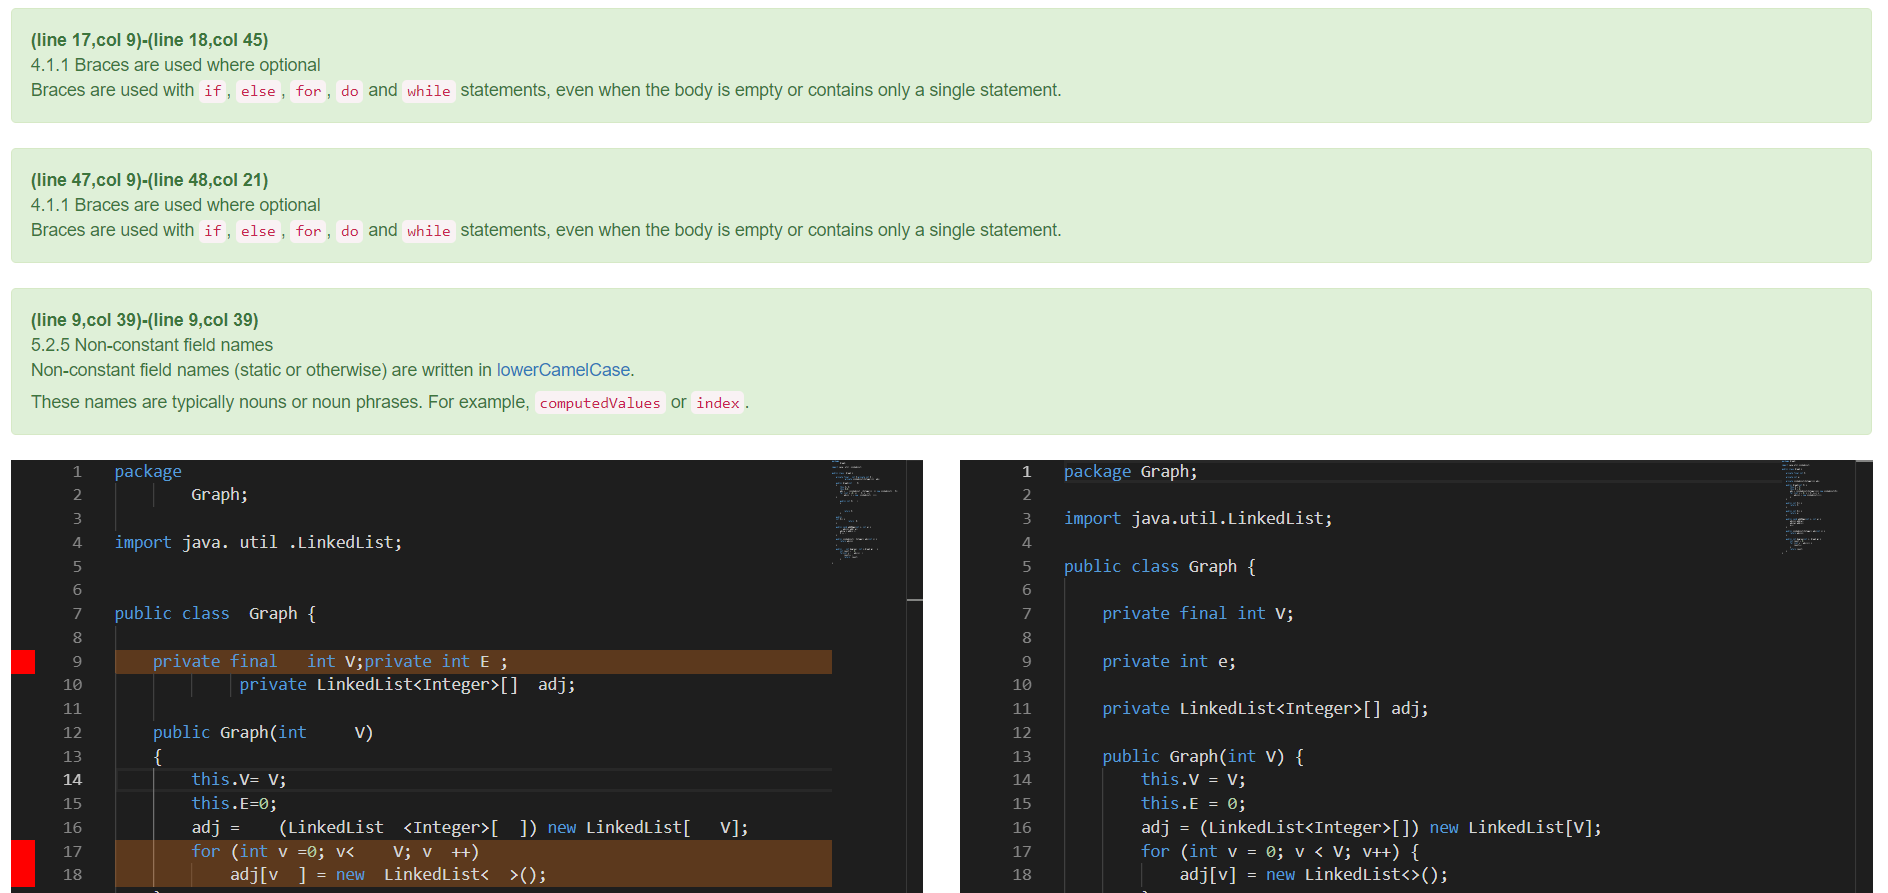 (line 17,col 9)-(line 18,col 45)
4.1.1 Braces are used where optional
Braces are used with if, else, for, do and while statements, even when the body is empty or contains only a single statement.
(line 47,col 9)-(line 48,col 21)
4.1.1 Braces are used where optional
Braces are used with if, else, for, do and while statements, even when the body is empty or contains only a single statement.
(line 9,col 39)-(line 9,col 39)
5.2.5 Non-constant field names
Non-constant field names (static or otherwise) are written in lowerCamelCase.
These names are typically nouns or noun phrases. For example, computedValues or index.
1 package
2 Graph;
3
4 import java. util .LinkedList;
5
6
7 public class  Graph {
8
9 private final   int V;private int E ;
10 private LinkedList<Integer>[]  adj;
11
12 public Graph(int     V)
13 {
14 this.V= V;
15 this.E=0;
16 adj =    (LinkedList  <Integer>[  ]) new LinkedList[   V];
17 for (int v =0; v<    V; v  ++)
18 adj[v  ] = new  LinkedList<  >();
1 package Graph;
2
3 import java.util.LinkedList;
4
5 public class Graph {
6
7 private final int V;
8
9 private int e;
10
11 private LinkedList<Integer>[] adj;
12
13 public Graph(int V) {
14 this.V = V;
15 this.E = 0;
16 adj = (LinkedList<Integer>[]) new LinkedList[V];
17 for (int v = 0; v < V; v++) {
18 adj[v] = new LinkedList<>();